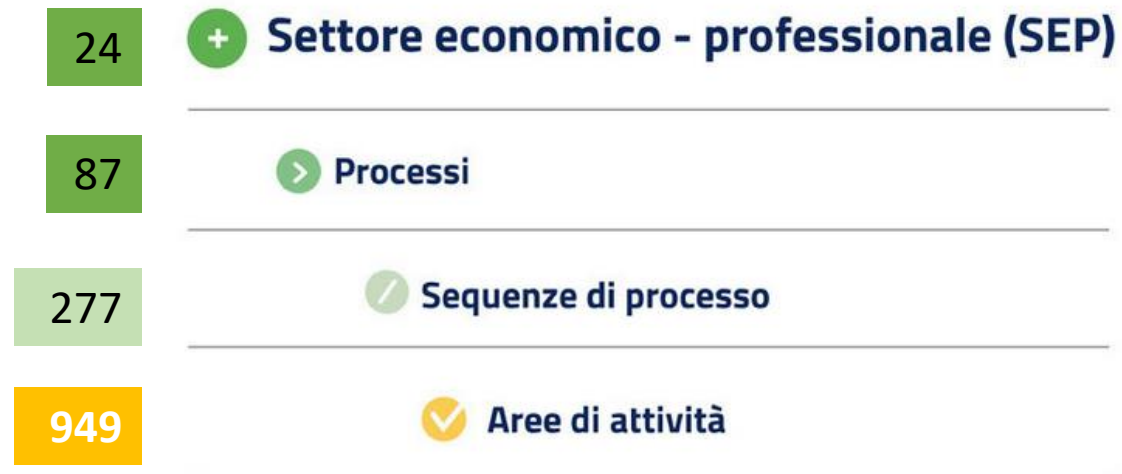 24 Settore economico - professionale (SEP)
87 Processi
277 Sequenze di processo
949 Aree di attività